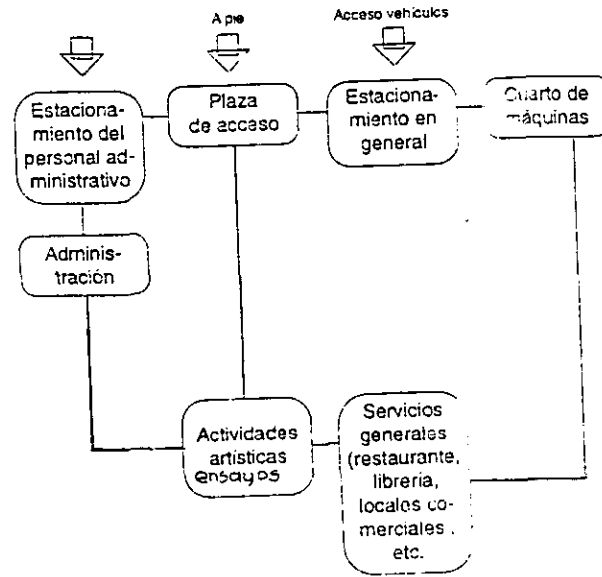 A pie
Acceso vehículos
Estaciona-
miento del
personal ad-
ministrativo
Plaza
de acceso
Estaciona-
miento en
general
Cuarto de
máquinas
Adminis-
tración
Actividades
artísticas
ensayos
Servicios
generales
(restaurante,
librería,
locales co-
merciales ,
etc.